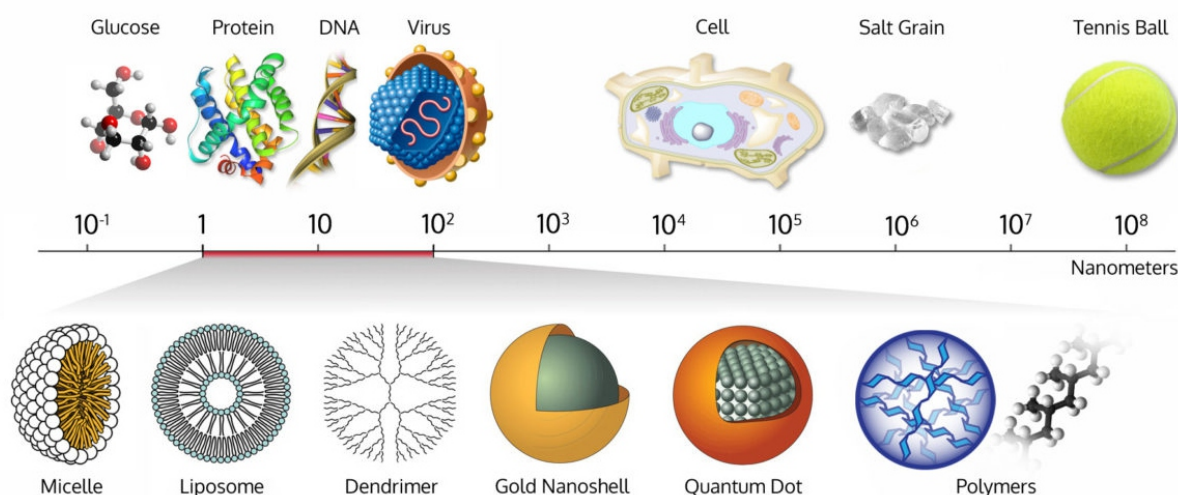 Glucose Protein DNA Virus Cell Salt Grain Tennis Ball
10⁻¹ 1 10 10² 10³ 10⁴ 10⁵ 10⁶ 10⁷ 10⁸
Nanometers
Micelle Liposome Dendrimer Gold Nanoshell Quantum Dot Polymers